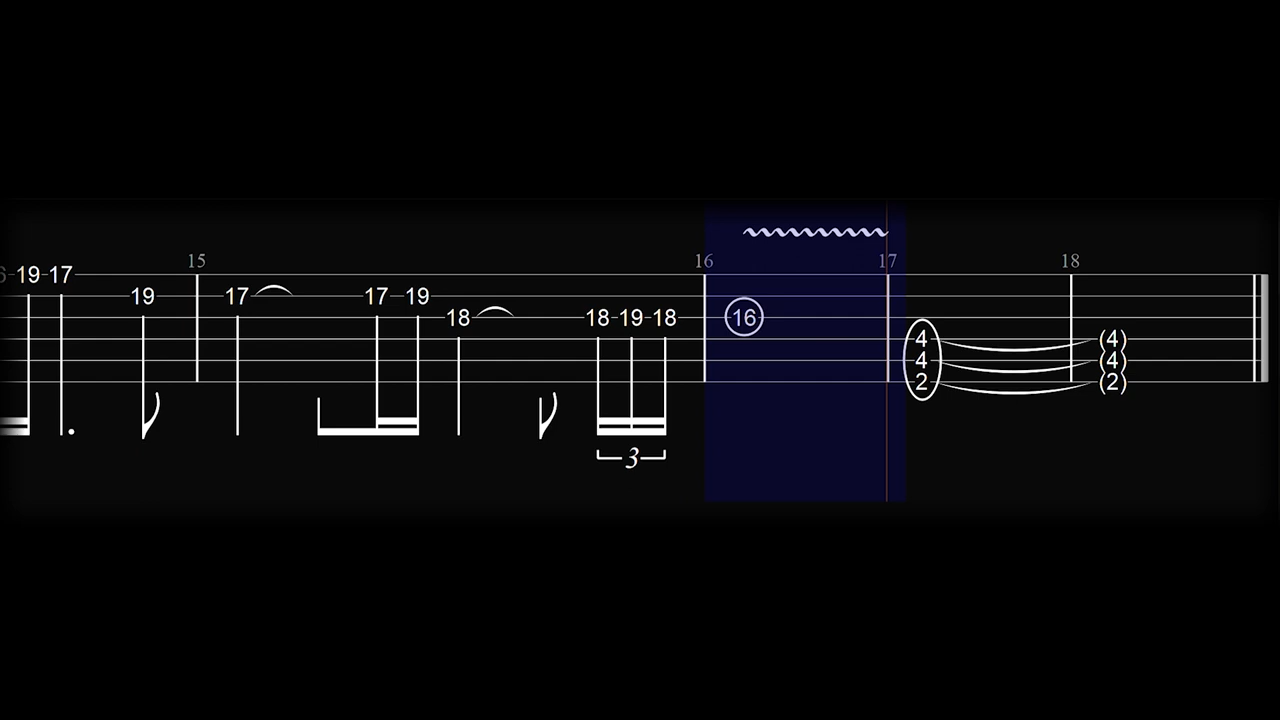 15 16 17 18
19 17
19 17 17 19
18 18 19 18 16
4 (4)
4 (4)
2 (2)
3